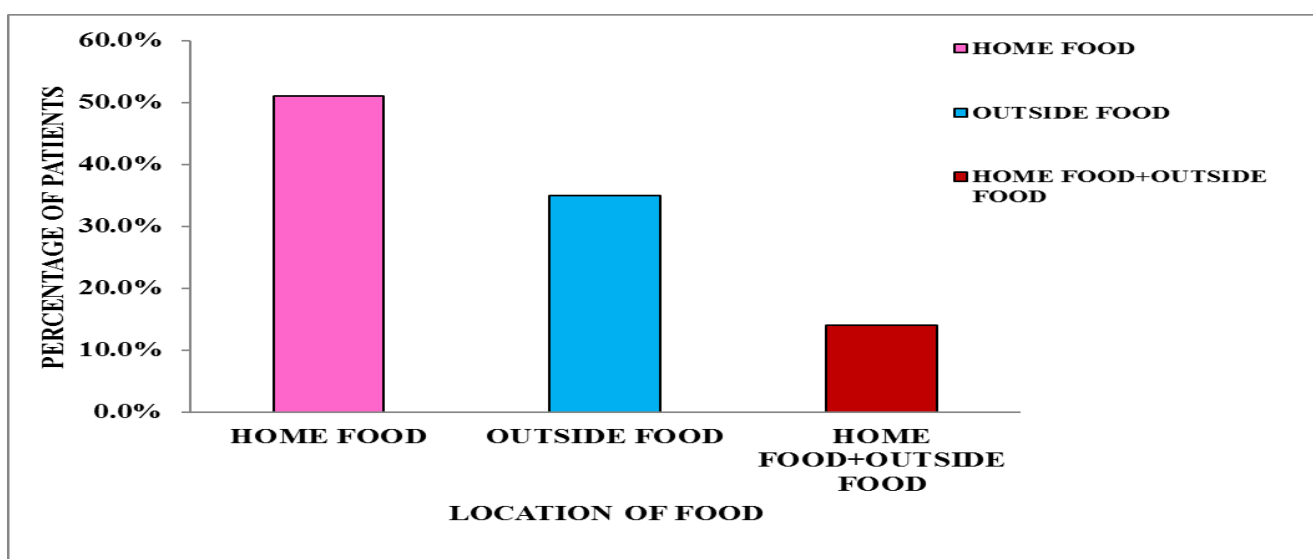 60.0%
50.0%
40.0%
30.0%
20.0%
10.0%
0.0%
PERCENTAGE OF PATIENTS
HOME FOOD
OUTSIDE FOOD
HOME
FOOD+OUTSIDE
FOOD
LOCATION OF FOOD
HOME FOOD
OUTSIDE FOOD
HOME FOOD+OUTSIDE
FOOD